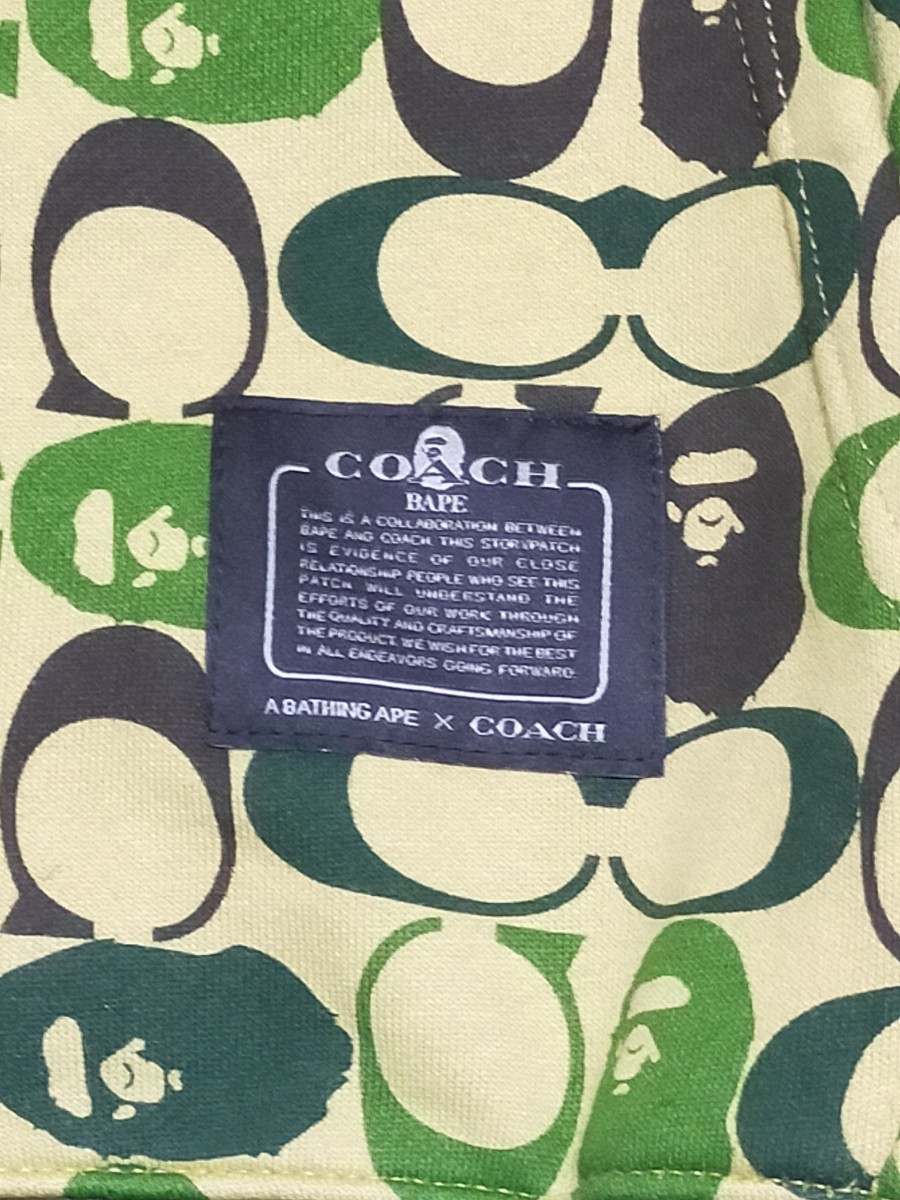 COACH
BAPE
THIS IS A COLLABORATION BETWEEN
BAPE AND COACH. THIS STORYPATCH
IS EVIDENCE OF OUR CLOSE
RELATIONSHIP. PEOPLE WHO SEE THIS
PATCH WILL UNDERSTAND THE
EFFORTS OF OUR WORK THROUGH
THE QUALITY AND CRAFTSMANSHIP OF
THE PRODUCT. WE WISH FOR THE BEST
IN ALL ENDEAVORS GOING FORWARD.
A BATHING APE × COACH